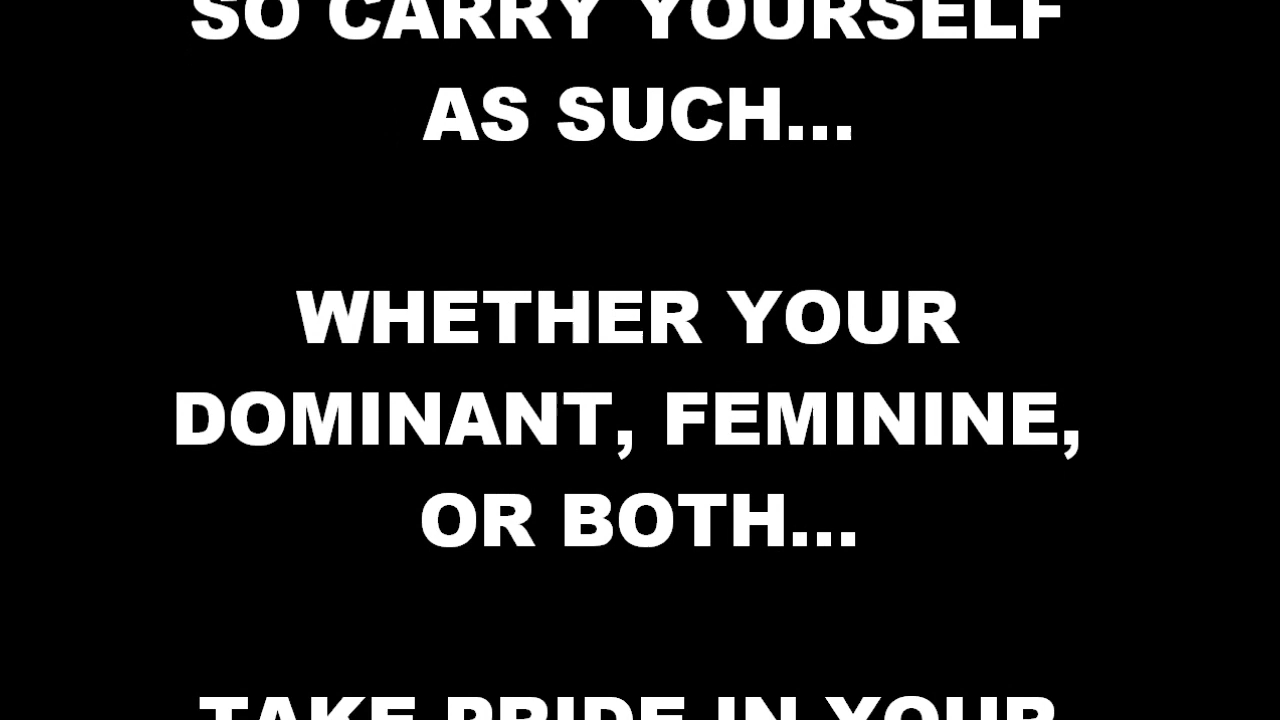 SO CARRY YOURSELF
AS SUCH...
WHETHER YOUR
DOMINANT, FEMININE,
OR BOTH...
TAKE PRIDE IN YOUR